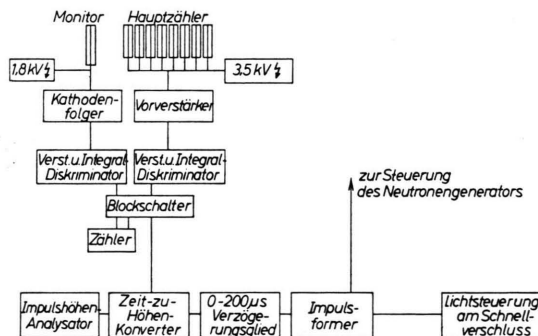 Monitor
Hauptzähler
1,8 kV
3,5 kV
Kathoden-
folger
Vorverstärker
Verst.u.Integral-
Diskriminator
Verst.u.Integral-
Diskriminator
zur Steuerung
des Neutronengenerators
Blockschalter
Zähler
Impulshöhen-
Analysator
Zeit-zu-
Höhen-
Konverter
0-200µs
Verzöge-
rungsglied
Impuls-
former
Lichtsteuerung
am Schnell-
verschluss